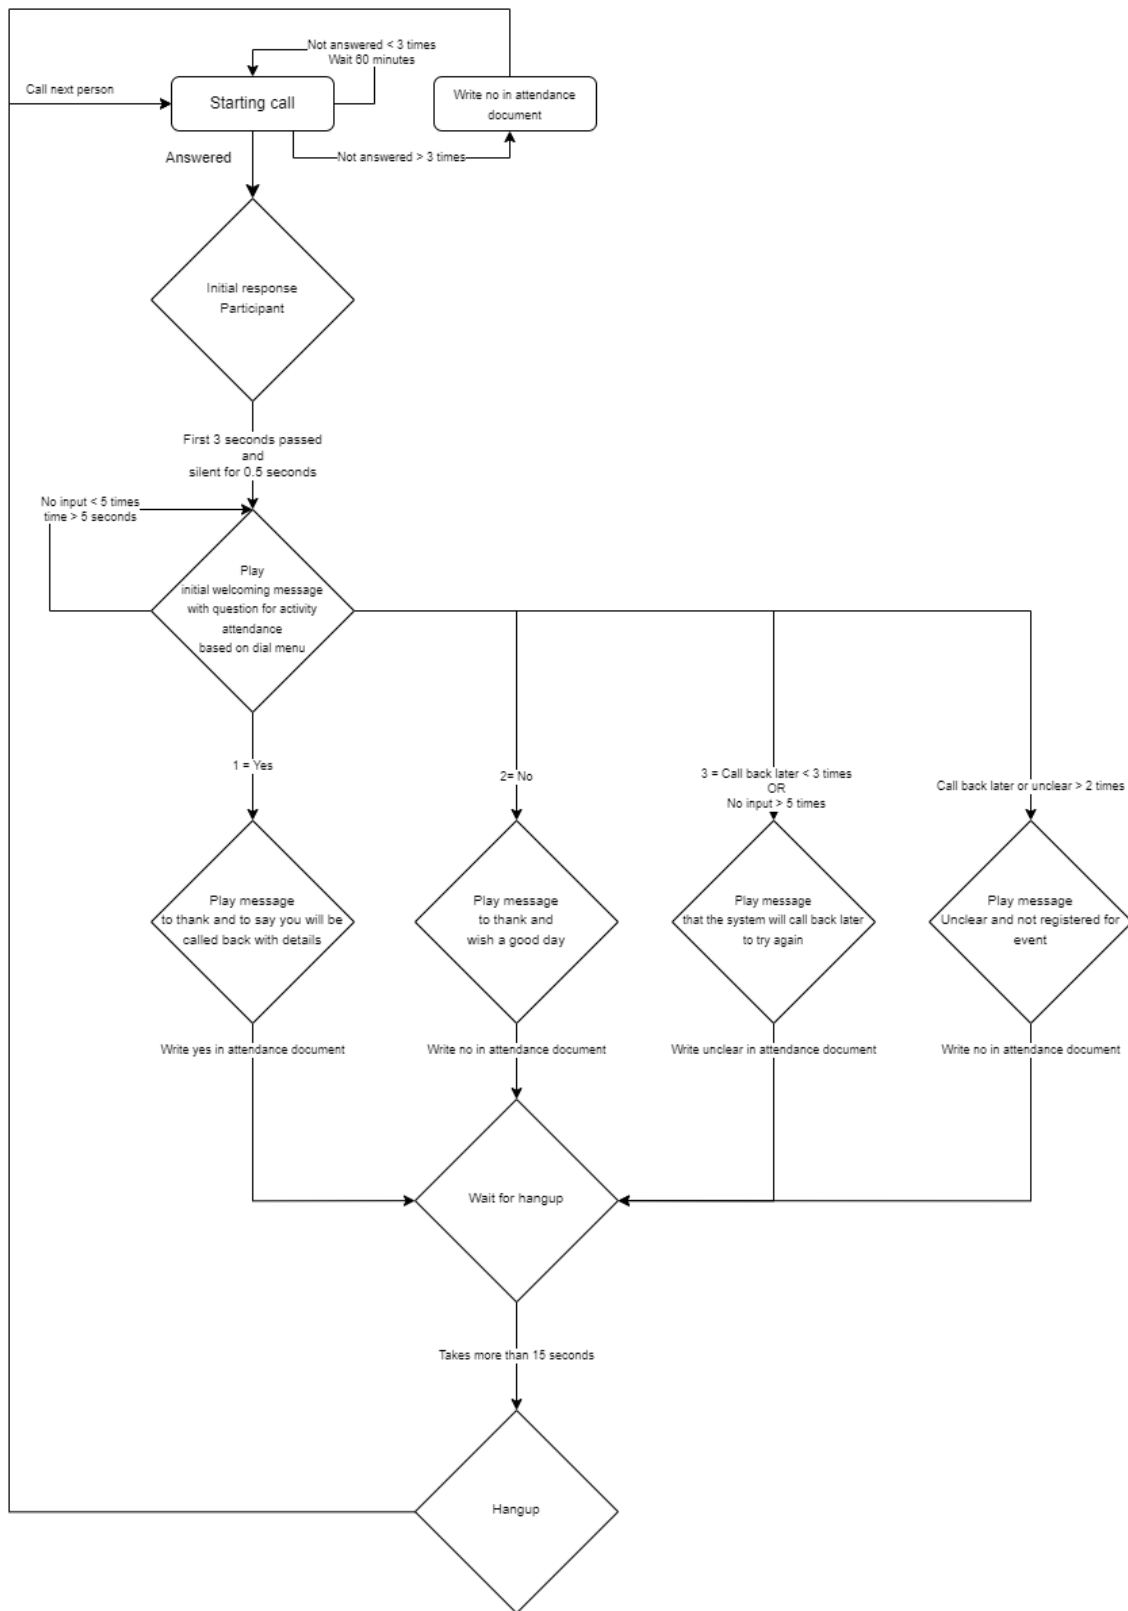 Not answered < 3 times
Wait 60 minutes
Call next person
Starting call
Write no in attendance
document
Answered
Not answered > 3 times
Initial response
Participant
First 3 seconds passed
and
silent for 0.5 seconds
No input < 5 times
time > 5 seconds
Play
initial welcoming message
with question for activity
attendance
based on dial menu
1 = Yes
2= No
3 = Call back later < 3 times
OR
No input > 5 times
Call back later or unclear > 2 times
Play message
to thank and to say you will be
called back with details
Play message
to thank and
wish a good day
Play message
that the system will call back later
to try again
Play message
Unclear and not registered for
event
Write yes in attendance document
Write no in attendance document
Write unclear in attendance document
Write no in attendance document
Wait for hangup
Takes more than 15 seconds
Hangup